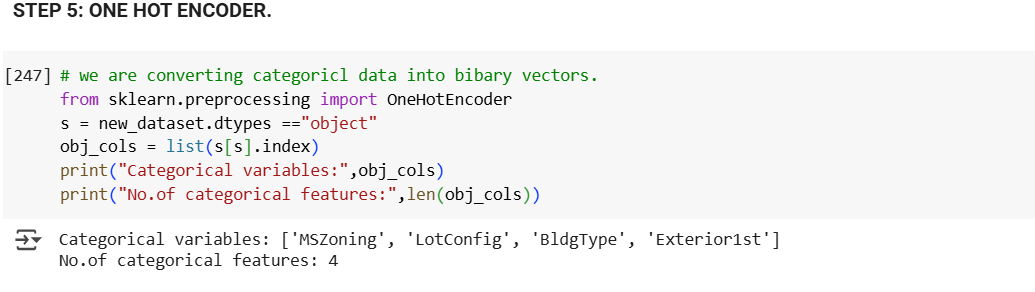 STEP 5: ONE HOT ENCODER.
[247] # we are converting categoricl data into bibary vectors.
from sklearn.preprocessing import OneHotEncoder
s = new_dataset.dtypes =="object"
obj_cols = list(s[s].index)
print("Categorical variables:",obj_cols)
print("No.of categorical features:",len(obj_cols))
Categorical variables: ['MSZoning', 'LotConfig', 'BldgType', 'Exterior1st']
No.of categorical features: 4